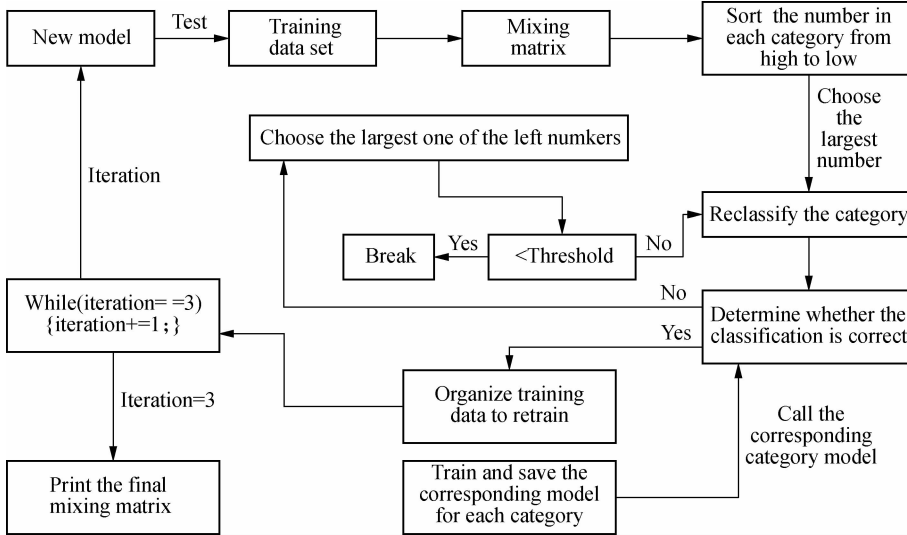 New model
Test
Training
data set
Mixing
matrix
Sort the number in
each category from
high to low
Choose
the
largest
number
Choose the largest one of the left numkers
Iteration
Reclassify the category
Break
Yes
<Threshold
No
While(iteration= =3)
{iteration+=1;}
No
Determine whether the
classification is correct
Yes
Organize training
data to retrain
Iteration=3
Call the
corresponding
category model
Print the final
mixing matrix
Train and save the
corresponding model
for each category